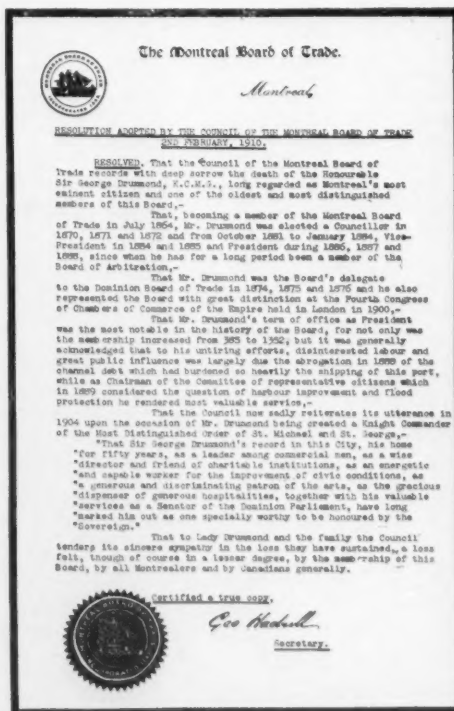 The Montreal Board of Trade.
Montreal,
RESOLUTION ADOPTED BY THE COUNCIL OF THE MONTREAL BOARD OF TRADE
2ND FEBRUARY, 1910.
RESOLVED. That the Council of the Montreal Board of
Trade records with deep sorrow the death of the Honourable
Sir George Drummond, K.C.M.G., long regarded as Montreal's most
eminent citizen and one of the oldest and most distinguished
members of this Board,-
That, becoming a member of the Montreal Board
of Trade in July 1864, Mr. Drummond was elected a Councillor in
1870, 1871 and 1872 and from October 1881 to January 1884, Vice-
President in 1884 and 1885 and President during 1886, 1887 and
1888, since when he has for a long period been a member of the
Board of Arbitration,-
That Mr. Drummond was the Board's delegate
to the Dominion Board of Trade in 1874, 1875 and 1876 and he also
represented the Board with great distinction at the Fourth Congress
of Chambers of Commerce of the Empire held in London in 1900,-
That Mr. Drummond's term of office as President
was the most notable in the history of the Board, for not only was
the membership increased from to but it was generally
acknowledged that to his untiring efforts, disinterested labour and
great public influence was largely due the abrogation in 1888 of the
channel debt which had burdened so heavily the shipping of this port,
while as Chairman of the Committee of representative citizens which
in 1889 considered the question of harbour improvement and flood
protection he rendered most valuable service,-
That the Council now sadly reiterates its utterance in
1904 upon the occasion of Mr. Drummond being created a Knight Commander
of the Most Distinguished Order of St. Michael and St. George,-
"That Sir George Drummond's record in this City, his home
"for fifty years, as a leader among commercial men, as a wise
"director and friend of charitable institutions, as an energetic
"and capable worker for the improvement of civic conditions, as
"a generous and discriminating patron of the arts, as the gracious
"dispenser of generous hospitalities, together with his valuable
"services as a Senator of the Dominion Parliament, have long
"marked him out as one specially worthy to be honoured by the
"Sovereign."
That to Lady Drummond and the family the Council
tenders its sincere sympathy in the loss they have sustained, a loss
felt, though of course in a lesser degree, by the membership of this
Board, by all Montrealers and by Canadians generally.
Certified a true copy.
Geo Hadrill
Secretary.